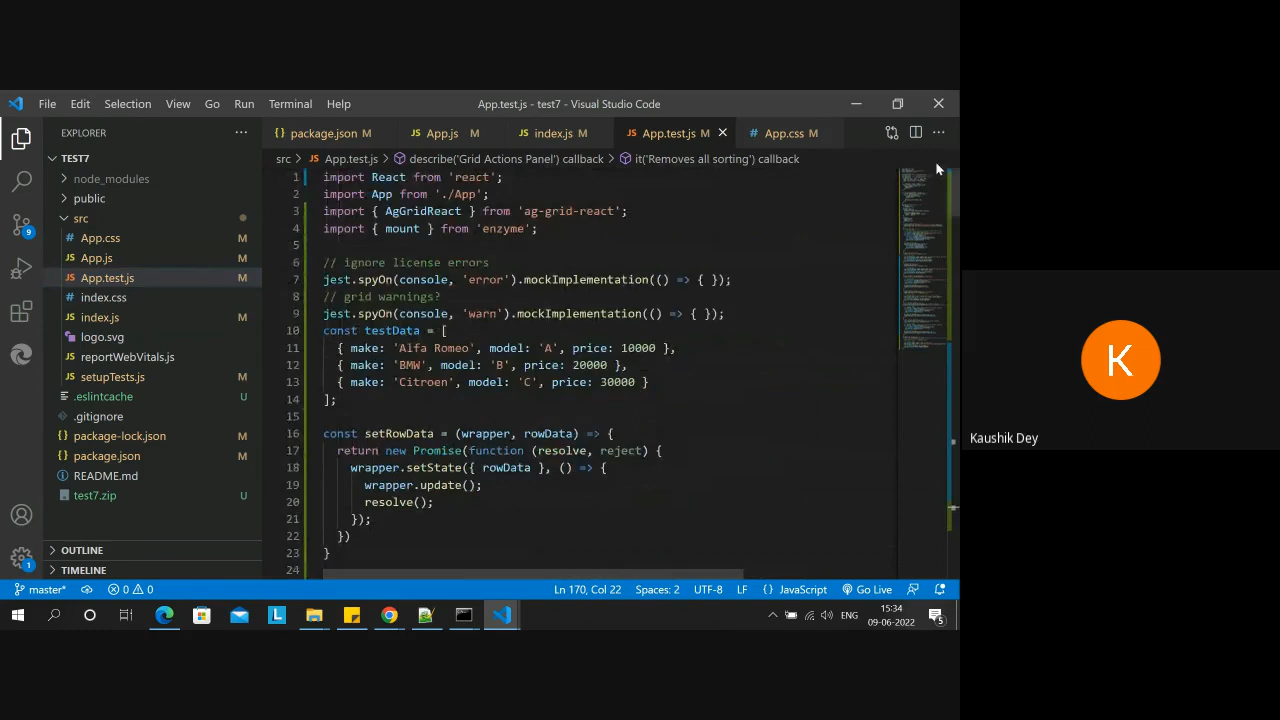 File Edit Selection View Go Run Terminal Help App.test.js - test7 - Visual Studio Code
EXPLORER
TEST7
node_modules
public
src
App.css M
App.js M
App.test.js M
index.css
index.js M
logo.svg
reportWebVitals.js
setupTests.js M
.eslintcache U
.gitignore
package-lock.json M
package.json M
README.md
test7.zip U
OUTLINE
TIMELINE
9
1
package.json M App.js M index.js M App.test.js M App.css M
src > App.test.js > describe('Grid Actions Panel') callback > it('Removes all sorting') callback
1 import React from 'react';
2 import App from './App';
3 import { AgGridReact } from 'ag-grid-react';
4 import { mount } from 'enzyme';
5
6 // ignore license errors
7 jest.spyOn(console, 'error').mockImplementation(() => { });
8 // grid warnings?
9 jest.spyOn(console, 'warn').mockImplementation(() => { });
10 const testData = [
11 { make: 'Alfa Romeo', model: 'A', price: 10000 },
12 { make: 'BMW', model: 'B', price: 20000 },
13 { make: 'Citroen', model: 'C', price: 30000 }
14 ];
15
16 const setRowData = (wrapper, rowData) => {
17 return new Promise(function (resolve, reject) {
18 wrapper.setState({ rowData }, () => {
19 wrapper.update();
20 resolve();
21 });
22 })
23 }
24
master* 0 0 Ln 170, Col 22 Spaces: 2 UTF-8 LF {} JavaScript Go Live
L ENG 15:34
09-06-2022 5
K
Kaushik Dey